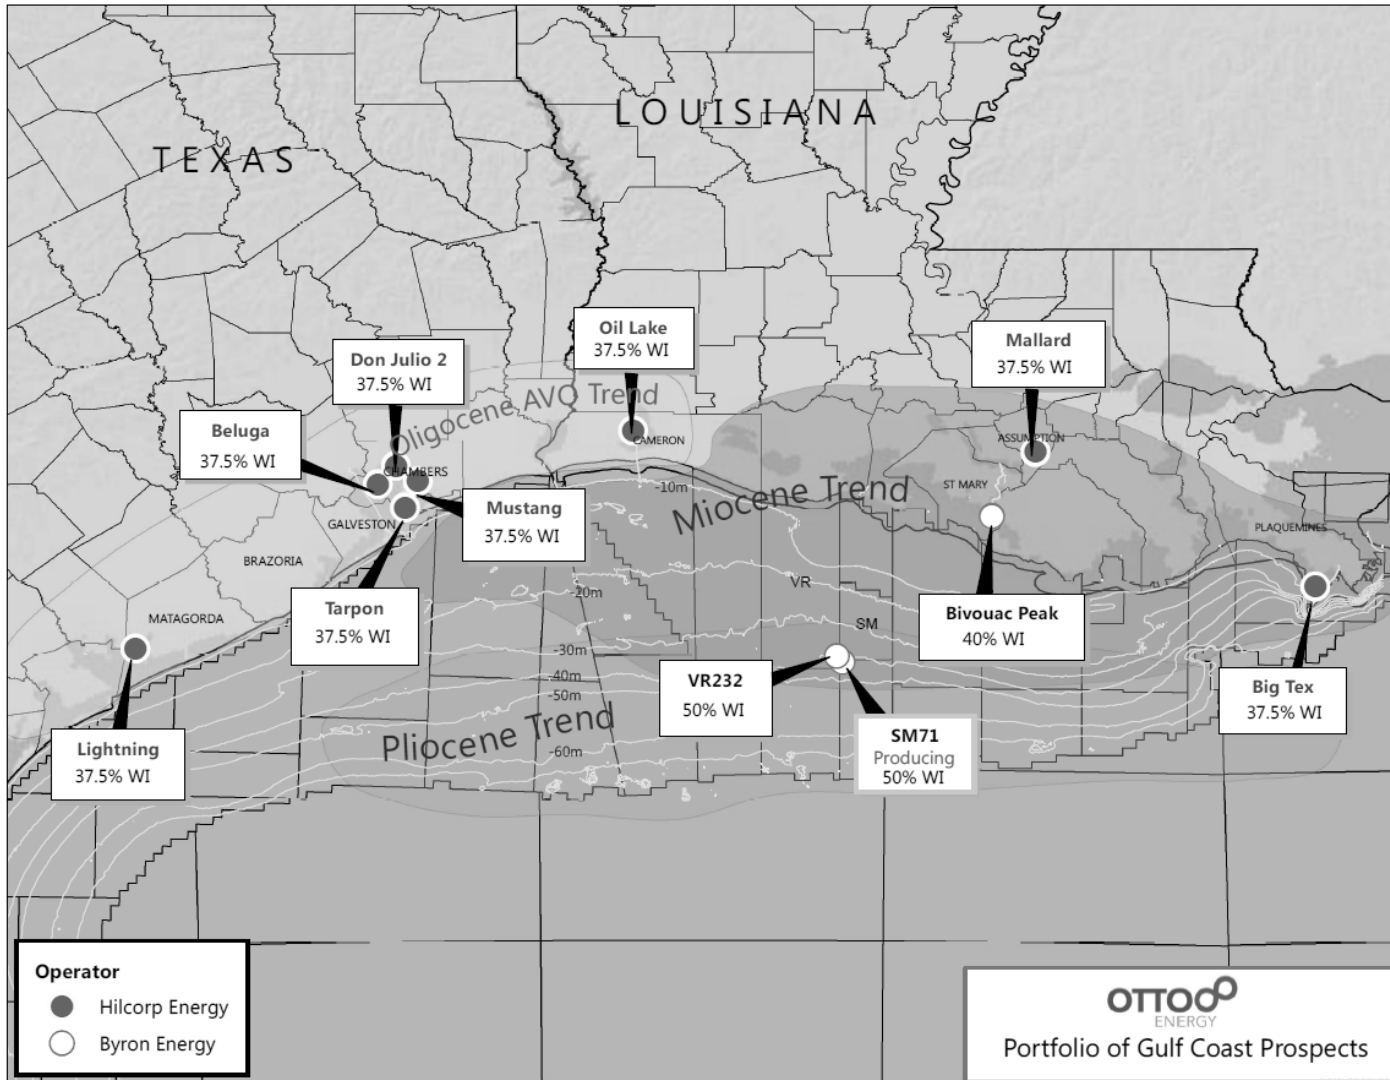 LOUISIANA
TEXAS
Oil Lake
37.5% WI
Mallard
37.5% WI
Don Julio 2
37.5% WI
Oligocene AVO Trend
Beluga
37.5% WI
CAMERON
ASSUMPTION
CHAMBERS
-10m
Miocene Trend
ST MARY
Mustang
37.5% WI
GALVESTON
PLAQUEMINES
BRAZORIA
VR
-20m
Tarpon
37.5% WI
Bivouac Peak
40% WI
MATAGORDA
SM
-30m
-40m
-50m
VR232
50% WI
Big Tex
37.5% WI
Pliocene Trend
-60m
SM71
Producing
50% WI
Lightning
37.5% WI
Operator
Hilcorp Energy
Byron Energy
OTTO
ENERGY
Portfolio of Gulf Coast Prospects